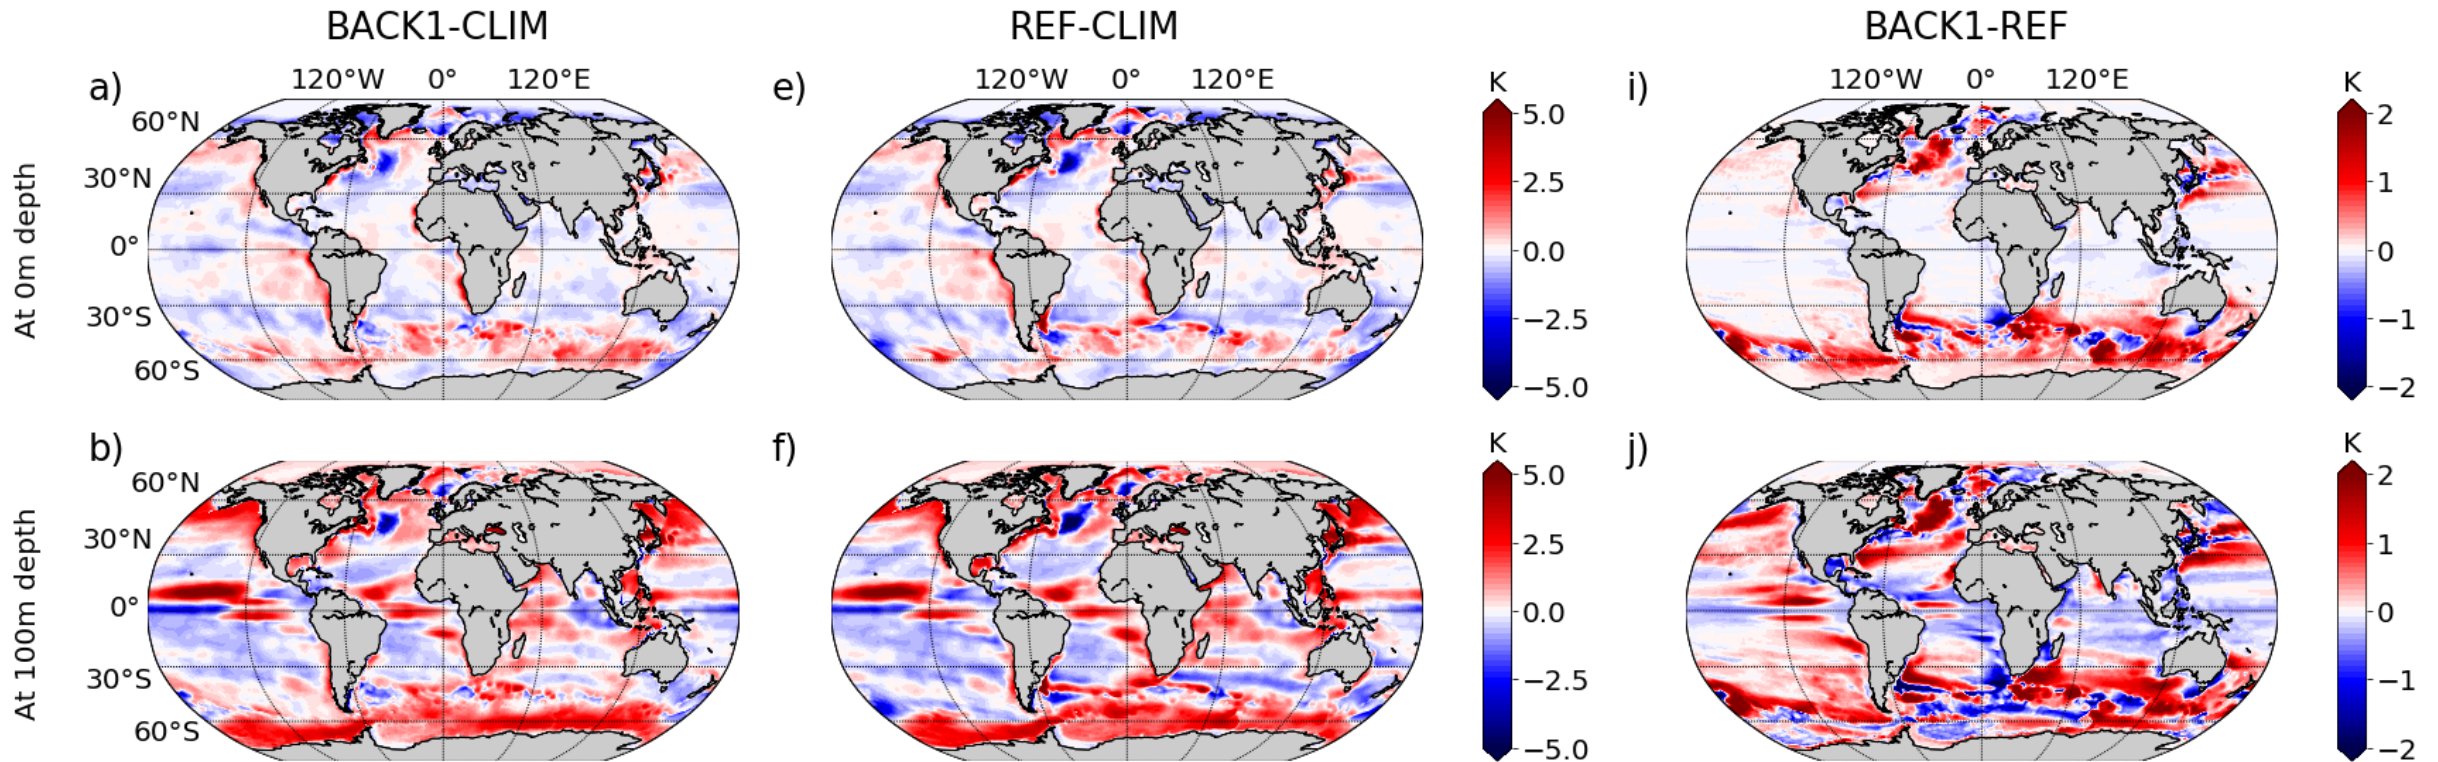 BACK1-CLIM REF-CLIM BACK1-REF
a) 120°W 0° 120°E e) 120°W 0° 120°E K i) 120°W 0° 120°E K
60°N 5.0 2
30°N 2.5 1
At 0m depth 0° 0.0 0
30°S −2.5 −1
60°S −5.0 −2
b) f) K j) K
60°N 5.0 2
30°N 2.5 1
At 100m depth 0° 0.0 0
30°S −2.5 −1
60°S −5.0 −2